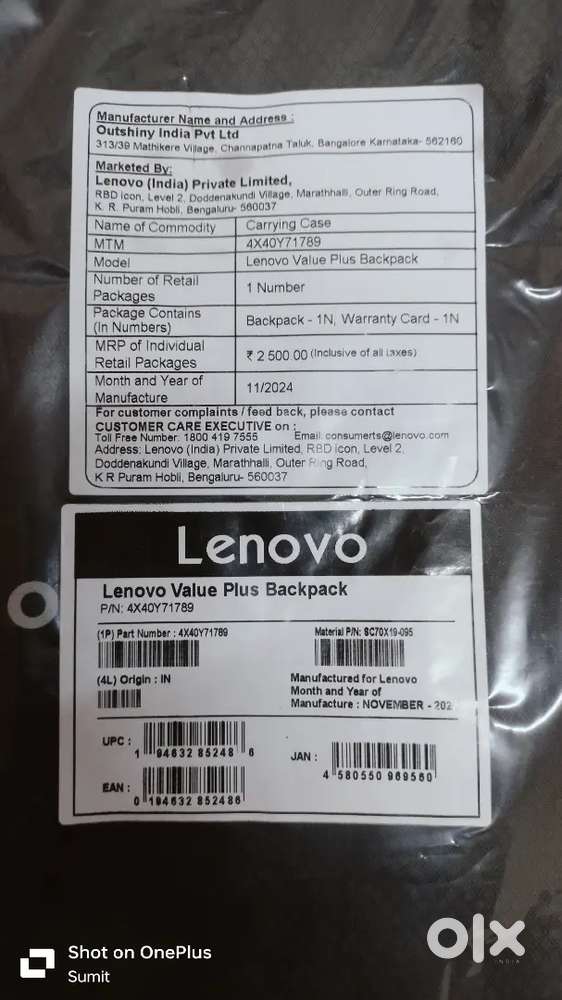 Manufacturer Name and Address :
Outshiny India Pvt Ltd
313/39 Mathikere Village, Channapatna Taluk, Bangalore Karnataka- 562160
Marketed By:
Lenovo (India) Private Limited,
RBD icon, Level 2, Doddenakundi Village, Marathhalli, Outer Ring Road,
K. R. Puram Hobli, Bengaluru- 560037
Name of Commodity Carrying Case
MTM 4X40Y71789
Model Lenovo Value Plus Backpack
Number of Retail
Packages 1 Number
Package Contains
(In Numbers) Backpack - 1N, Warranty Card - 1N
MRP of Individual
Retail Packages ₹ 2 500.00 (Inclusive of all taxes)
Month and Year of
Manufacture 11/2024
For customer complaints / feed back, please contact
CUSTOMER CARE EXECUTIVE on :
Toll Free Number: 1800 419 7555 Email: consumerts@lenovo.com
Address: Lenovo (India) Private Limited, RBD Icon, Level 2,
Doddenakundi Village, Marathhalli, Outer Ring Road,
K R Puram Hobli, Bengaluru- 560037
Lenovo
Lenovo Value Plus Backpack
P/N: 4X40Y71789
(1P) Part Number : 4X40Y71789 Material P/N: SC70X19-095
(4L) Origin : IN Manufactured for Lenovo
Month and Year of
Manufacture : NOVEMBER - 202
UPC : 1 94632 85248 6
JAN : 4 580550 969560
EAN : 0 194632 852486
olx
INDIA
Shot on OnePlus
Sumit